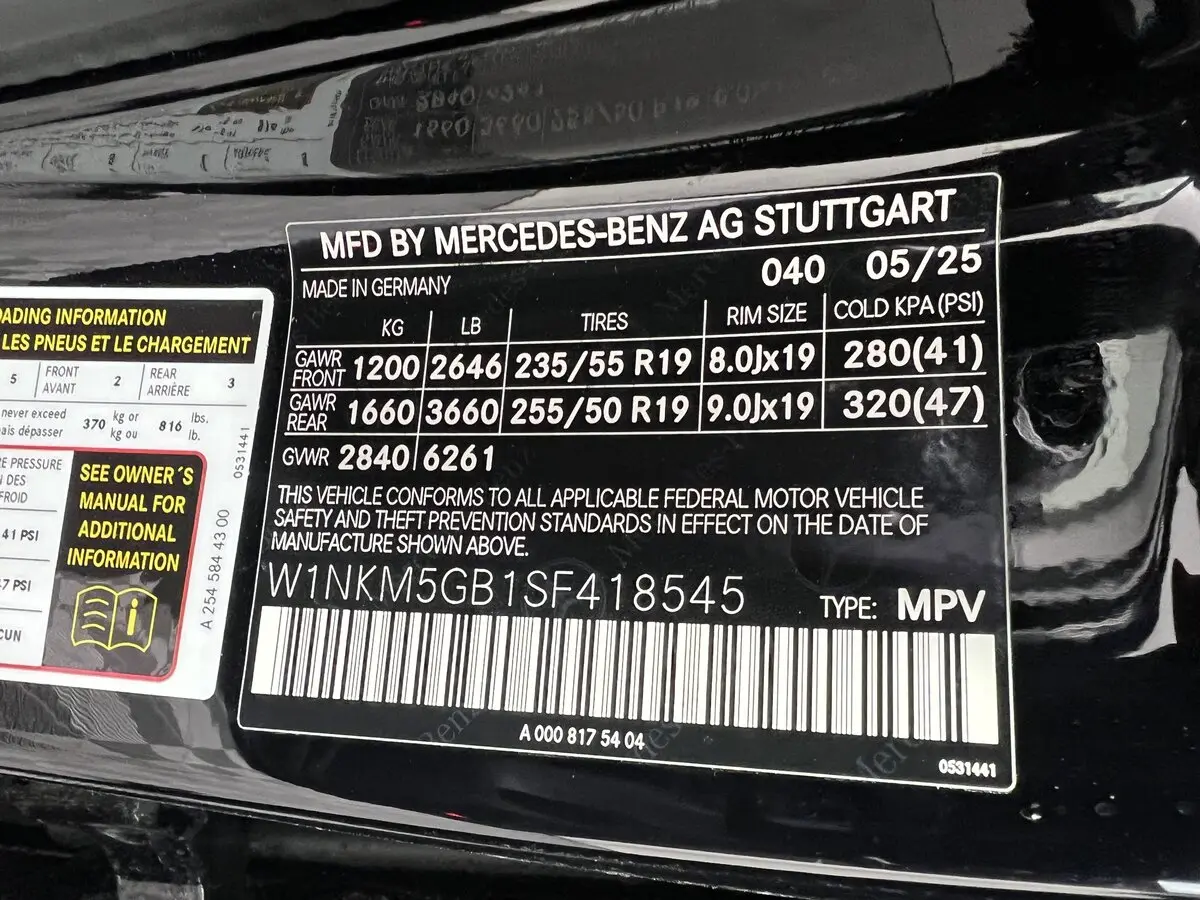 MFD BY MERCEDES-BENZ AG STUTTGART
MADE IN GERMANY 040 05/25
KG LB TIRES RIM SIZE COLD KPA (PSI)
GAWR FRONT 1200 2646 235/55 R19 8.0Jx19 280(41)
GAWR REAR 1660 3660 255/50 R19 9.0Jx19 320(47)
GVWR 2840 6261
THIS VEHICLE CONFORMS TO ALL APPLICABLE FEDERAL MOTOR VEHICLE
SAFETY AND THEFT PREVENTION STANDARDS IN EFFECT ON THE DATE OF
MANUFACTURE SHOWN ABOVE.
W1NKM5GB1SF418545 TYPE: MPV
A 000 817 54 04
0531441
INFORMATION
LES PNEUS ET LE CHARGEMENT
5 FRONT AVANT 2 REAR ARRIÈRE 3
never exceed 370 kg or 816 lbs.
dépasser kg ou lb.
PRESSURE
DES
FROID
41 PSI
PSI
SEE OWNER´S
MANUAL FOR
ADDITIONAL
INFORMATION
0531441
A 254 584 43 00